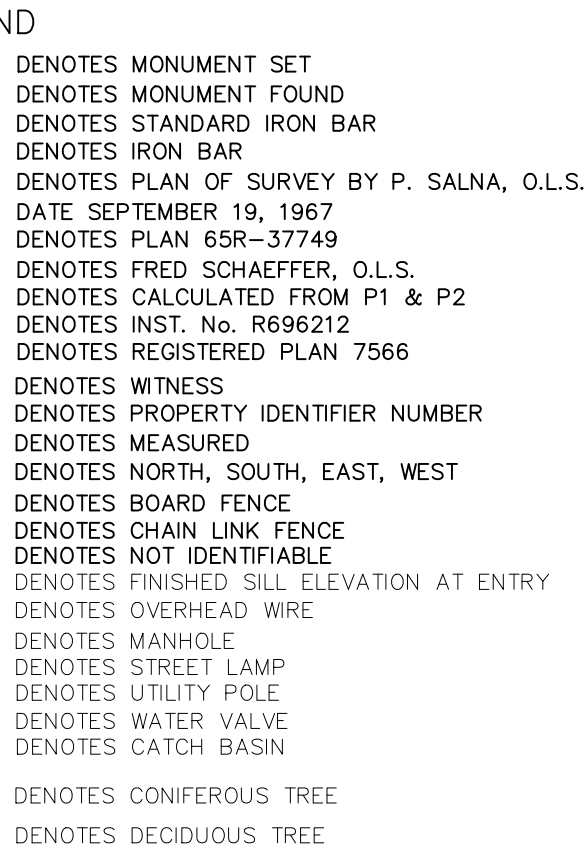 ND
DENOTES MONUMENT SET
DENOTES MONUMENT FOUND
DENOTES STANDARD IRON BAR
DENOTES IRON BAR
DENOTES PLAN OF SURVEY BY P. SALNA, O.L.S.
DATE SEPTEMBER 19, 1967
DENOTES PLAN 65R-37749
DENOTES FRED SCHAEFFER, O.L.S.
DENOTES CALCULATED FROM P1 & P2
DENOTES INST. No. R696212
DENOTES REGISTERED PLAN 7566
DENOTES WITNESS
DENOTES PROPERTY IDENTIFIER NUMBER
DENOTES MEASURED
DENOTES NORTH, SOUTH, EAST, WEST
DENOTES BOARD FENCE
DENOTES CHAIN LINK FENCE
DENOTES NOT IDENTIFIABLE
DENOTES FINISHED SILL ELEVATION AT ENTRY
DENOTES OVERHEAD WIRE
DENOTES MANHOLE
DENOTES STREET LAMP
DENOTES UTILITY POLE
DENOTES WATER VALVE
DENOTES CATCH BASIN
DENOTES CONIFEROUS TREE
DENOTES DECIDUOUS TREE